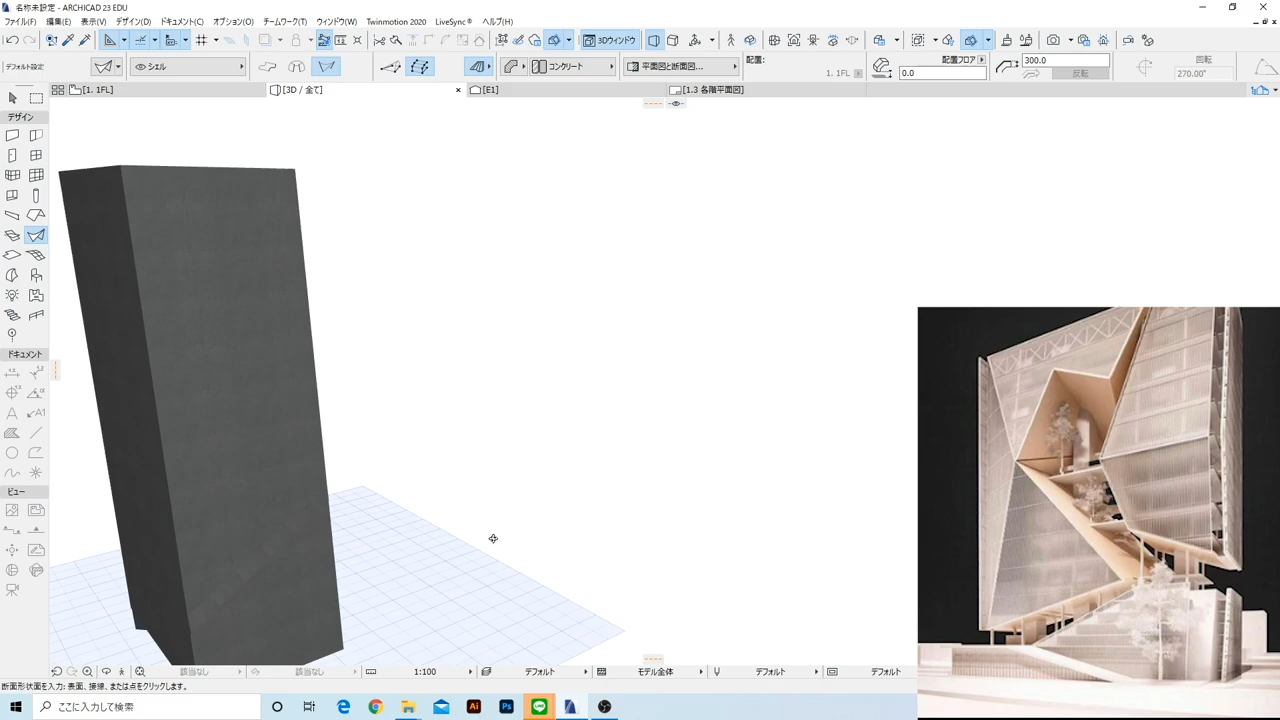 名称未設定 - ARCHICAD 23 EDU
ファイル(F) 編集(E) 表示(V) デザイン(D) ドキュメント(C) オプション(O) チームワーク(T) ウィンドウ(W) Twinmotion 2020 LiveSync® ヘルプ(H)
3Dウィンドウ
デフォルト設定
シェル
コンクリート
平面図と断面図...
配置:
1. 1FL
配置フロア
0.0
300.0
反転
回転
270.00°
[1. 1FL]
[3D / 全て]
[E1]
[1.3 各階平面図]
デザイン
ドキュメント
ビュー
該当なし
該当なし
1:100
デフォルト
モデル全体
デフォルト
デフォルト
断面形状面を入力: 表面、接線、または点をクリックします。
ここに入力して検索